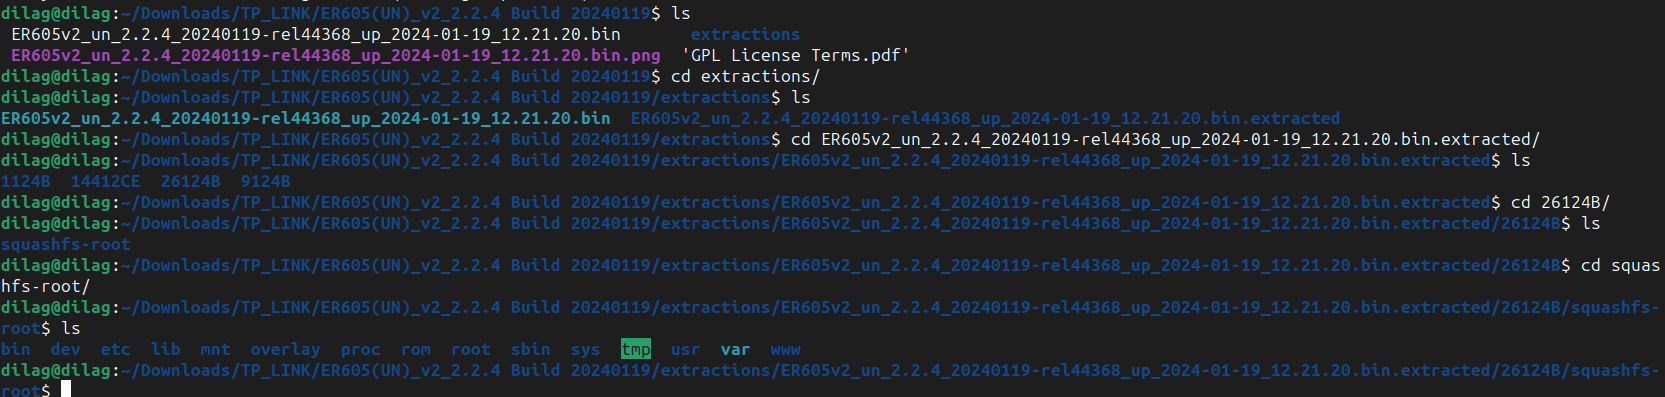 dilag@dilag:~/Downloads/TP_LINK/ER605(UN)_v2_2.2.4 Build 20240119$ ls
ER605v2_un_2.2.4_20240119-rel44368_up_2024-01-19_12.21.20.bin extractions
ER605v2_un_2.2.4_20240119-rel44368_up_2024-01-19_12.21.20.bin.png 'GPL License Terms.pdf'
dilag@dilag:~/Downloads/TP_LINK/ER605(UN)_v2_2.2.4 Build 20240119$ cd extractions/
dilag@dilag:~/Downloads/TP_LINK/ER605(UN)_v2_2.2.4 Build 20240119/extractions$ ls
ER605v2_un_2.2.4_20240119-rel44368_up_2024-01-19_12.21.20.bin ER605v2_un_2.2.4_20240119-rel44368_up_2024-01-19_12.21.20.bin.extracted
dilag@dilag:~/Downloads/TP_LINK/ER605(UN)_v2_2.2.4 Build 20240119/extractions$ cd ER605v2_un_2.2.4_20240119-rel44368_up_2024-01-19_12.21.20.bin.extracted/
dilag@dilag:~/Downloads/TP_LINK/ER605(UN)_v2_2.2.4 Build 20240119/extractions/ER605v2_un_2.2.4_20240119-rel44368_up_2024-01-19_12.21.20.bin.extracted$ ls
1124B 14412CE 26124B 9124B
dilag@dilag:~/Downloads/TP_LINK/ER605(UN)_v2_2.2.4 Build 20240119/extractions/ER605v2_un_2.2.4_20240119-rel44368_up_2024-01-19_12.21.20.bin.extracted$ cd 26124B/
dilag@dilag:~/Downloads/TP_LINK/ER605(UN)_v2_2.2.4 Build 20240119/extractions/ER605v2_un_2.2.4_20240119-rel44368_up_2024-01-19_12.21.20.bin.extracted/26124B$ ls
squashfs-root
dilag@dilag:~/Downloads/TP_LINK/ER605(UN)_v2_2.2.4 Build 20240119/extractions/ER605v2_un_2.2.4_20240119-rel44368_up_2024-01-19_12.21.20.bin.extracted/26124B$ cd squas
hfs-root/
dilag@dilag:~/Downloads/TP_LINK/ER605(UN)_v2_2.2.4 Build 20240119/extractions/ER605v2_un_2.2.4_20240119-rel44368_up_2024-01-19_12.21.20.bin.extracted/26124B/squashfs-
root$ ls
bin dev etc lib mnt overlay proc rom root sbin sys tmp usr var www
dilag@dilag:~/Downloads/TP_LINK/ER605(UN)_v2_2.2.4 Build 20240119/extractions/ER605v2_un_2.2.4_20240119-rel44368_up_2024-01-19_12.21.20.bin.extracted/26124B/squashfs-
root$